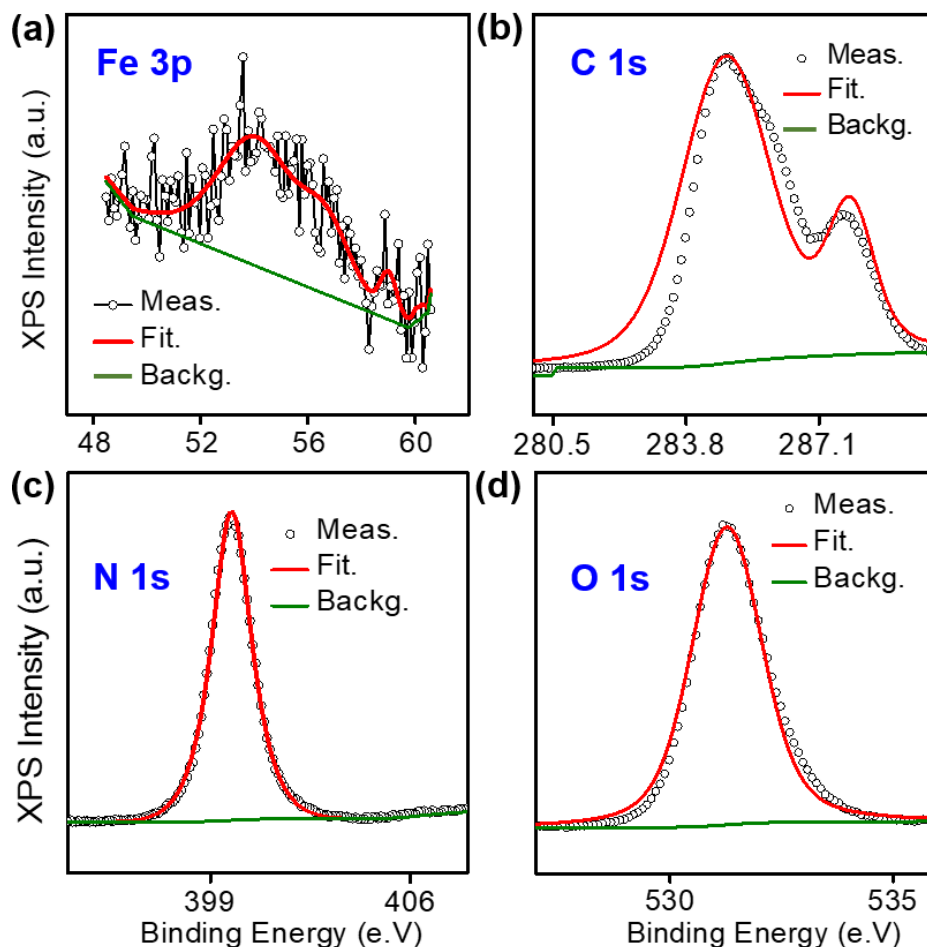 (a)
Fe 3p
XPS Intensity (a.u.)
Meas.
Fit.
Backg.
48 52 56 60
(b)
C 1s
Meas.
Fit.
Backg.
280.5 283.8 287.1
(c)
N 1s
XPS Intensity (a.u.)
Meas.
Fit.
Backg.
399 406
Binding Energy (e.V)
(d)
O 1s
Meas.
Fit.
Backg.
530 535
Binding Energy (e.V)